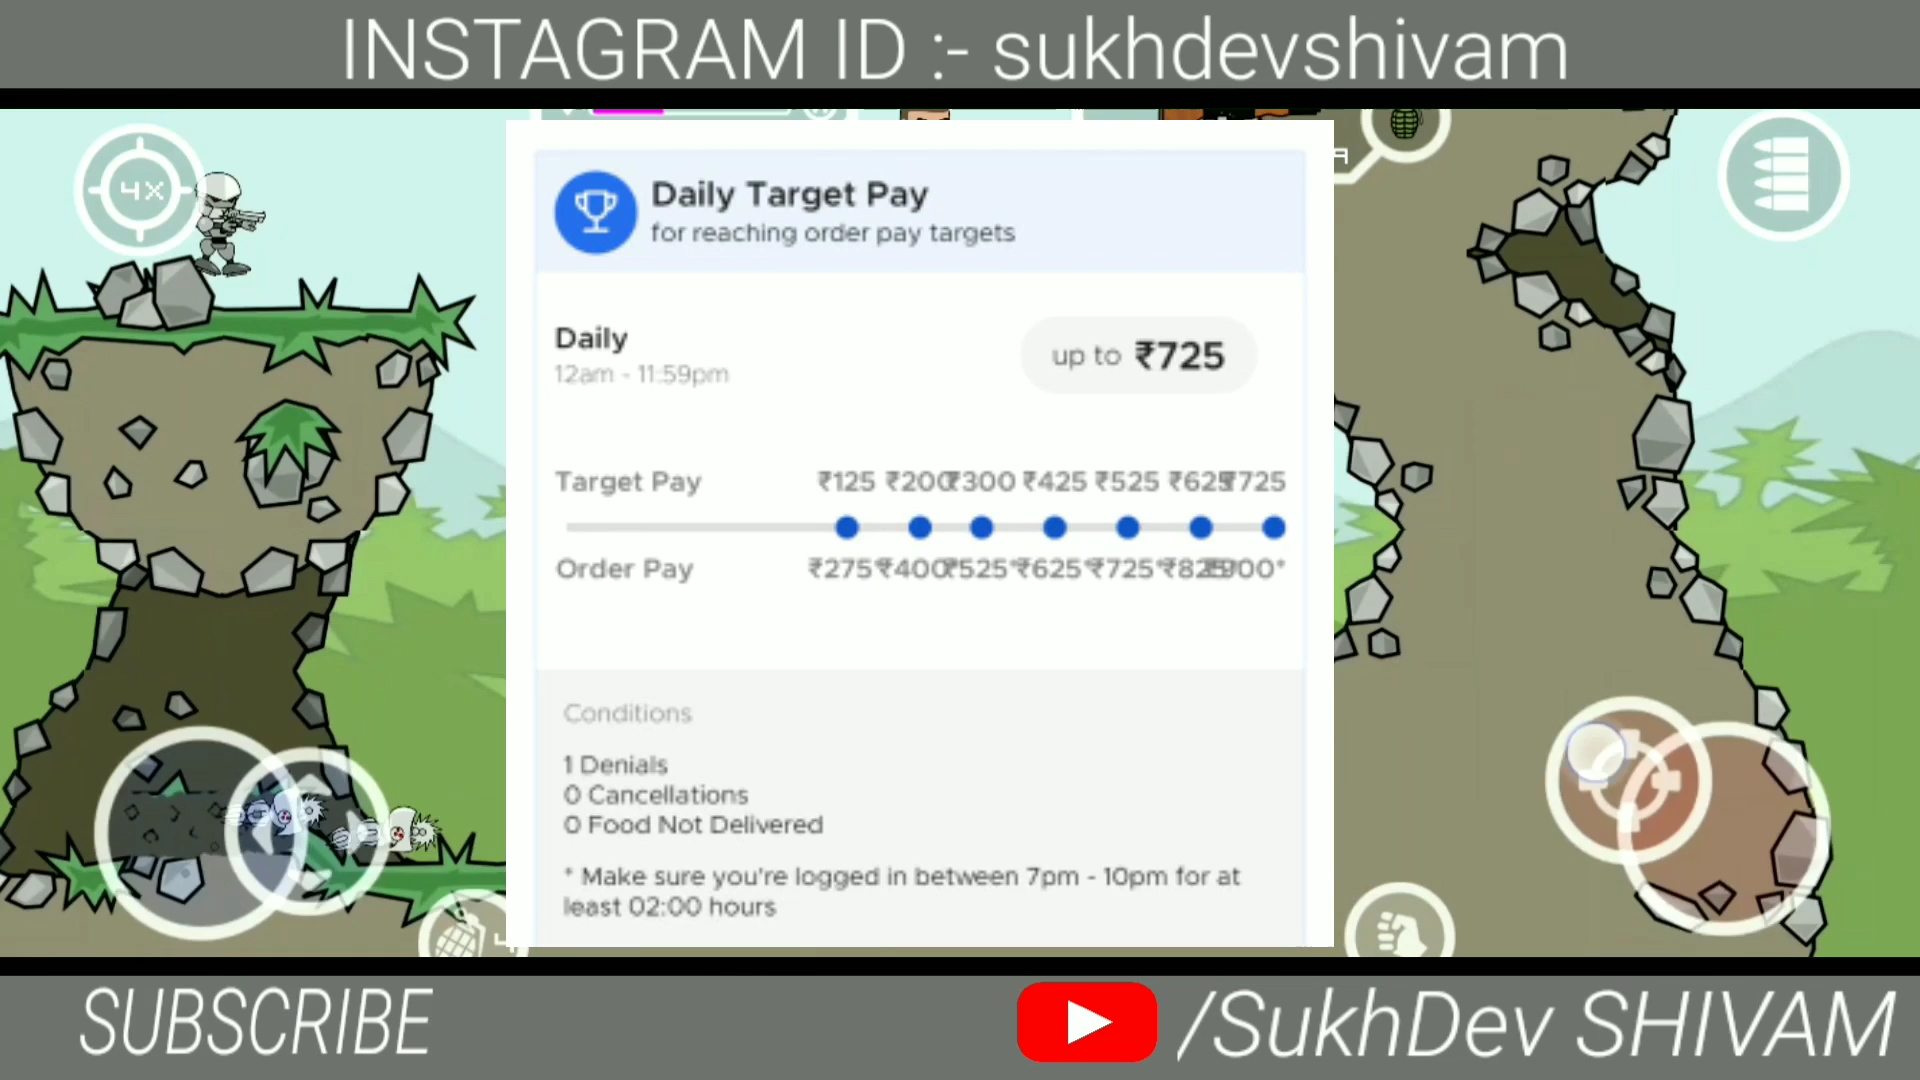 INSTAGRAM ID :- sukhdevshivam
4X
Daily Target Pay
for reaching order pay targets
Daily
12am - 11:59pm
up to ₹725
Target Pay ₹125 ₹200 ₹300 ₹425 ₹525 ₹625 ₹725
Order Pay ₹275* ₹400 ₹525* ₹625* ₹725* ₹825* ₹900*
Conditions
1 Denials
0 Cancellations
0 Food Not Delivered
* Make sure you're logged in between 7pm - 10pm for at
least 02:00 hours
SUBSCRIBE
/SukhDev SHIVAM